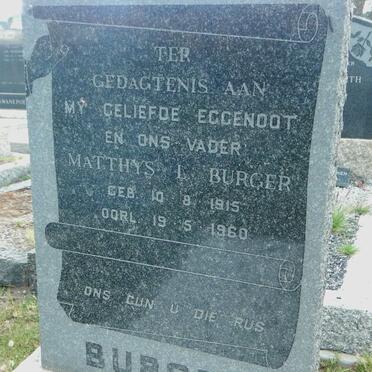 TER
GEDAGTENIS AAN
MY GELIEFDE EGGENOOT
EN ONS VADER
MATTHYS L. BURGER
GEB. 10 8 1915
OORL. 19 5 1960
ONS GUN U DIE RUS